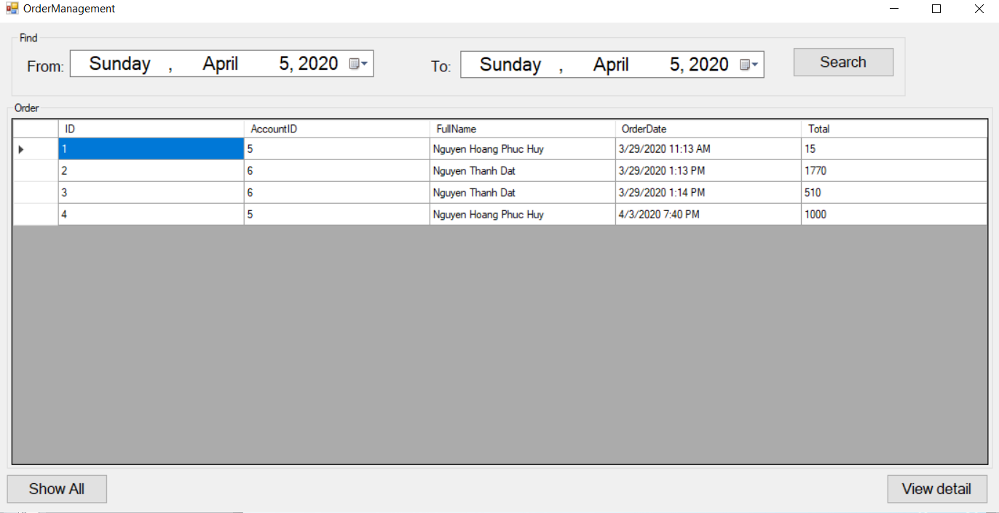 OrderManagement
Find
From: Sunday , April 5, 2020 To: Sunday , April 5, 2020 Search
Order
ID AccountID FullName OrderDate Total
1 5 Nguyen Hoang Phuc Huy 3/29/2020 11:13 AM 15
2 6 Nguyen Thanh Dat 3/29/2020 1:13 PM 1770
3 6 Nguyen Thanh Dat 3/29/2020 1:14 PM 510
4 5 Nguyen Hoang Phuc Huy 4/3/2020 7:40 PM 1000
Show All View detail